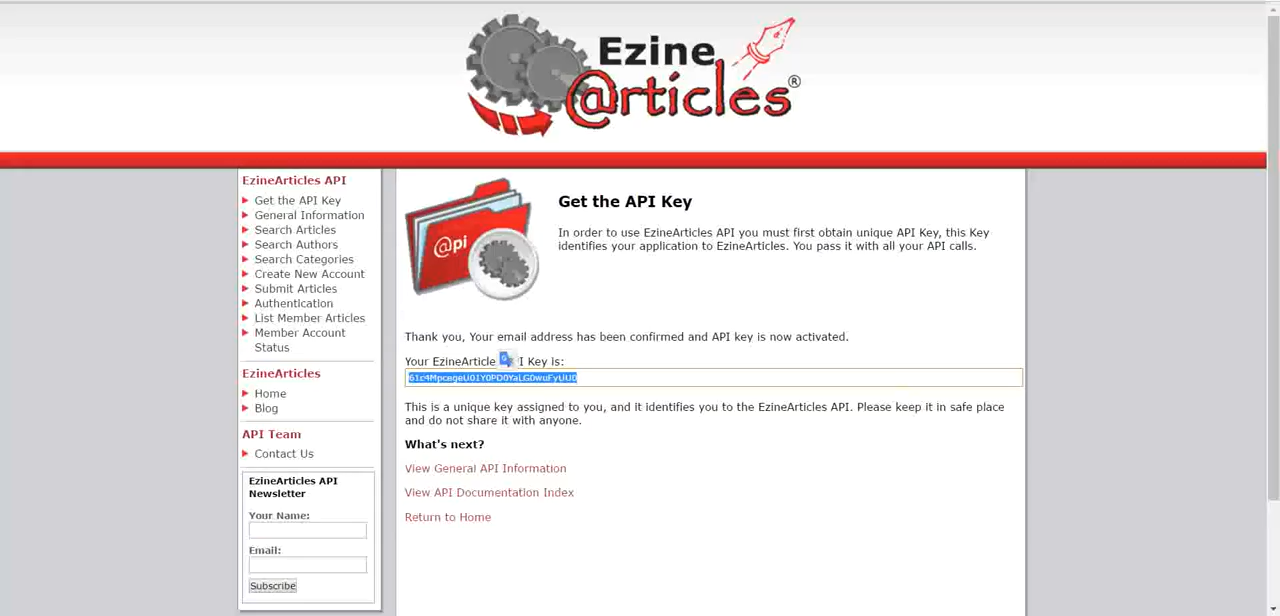 Ezine
@rticles®
EzineArticles API
Get the API Key
General Information
Search Articles
Search Authors
Search Categories
Create New Account
Submit Articles
Authentication
List Member Articles
Member Account
Status
EzineArticles
Home
Blog
API Team
Contact Us
EzineArticles API
Newsletter
Your Name:
Email:
Subscribe
@pi
Get the API Key
In order to use EzineArticles API you must first obtain unique API Key, this Key
identifies your application to EzineArticles. You pass it with all your API calls.
Thank you, Your email address has been confirmed and API key is now activated.
Your EzineArticle I Key is:
This is a unique key assigned to you, and it identifies you to the EzineArticles API. Please keep it in safe place
and do not share it with anyone.
What's next?
View General API Information
View API Documentation Index
Return to Home